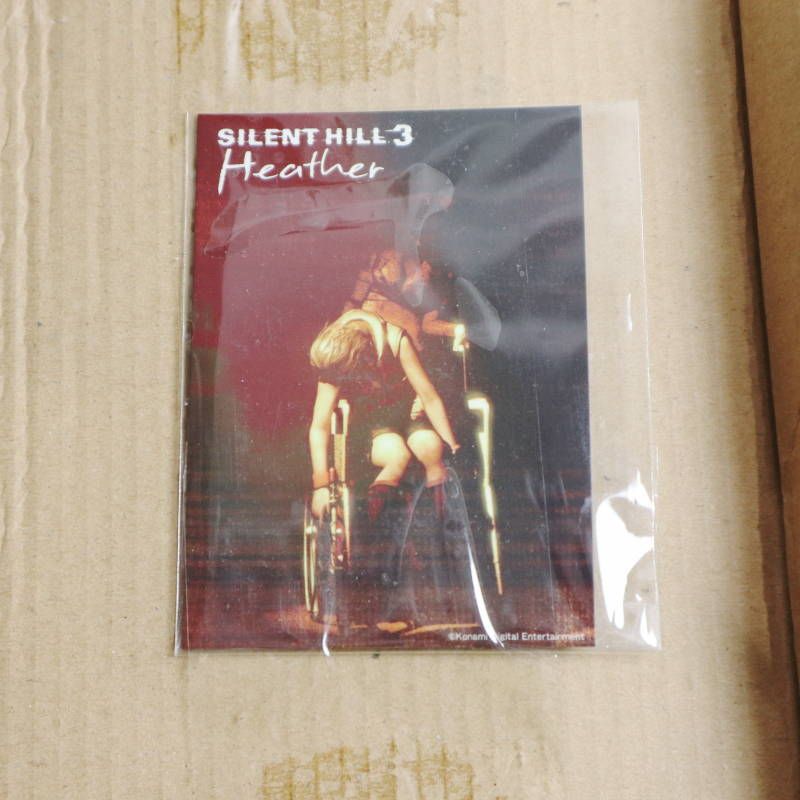 SILENT HILL 3
Heather
©Konami Digital Entertainment